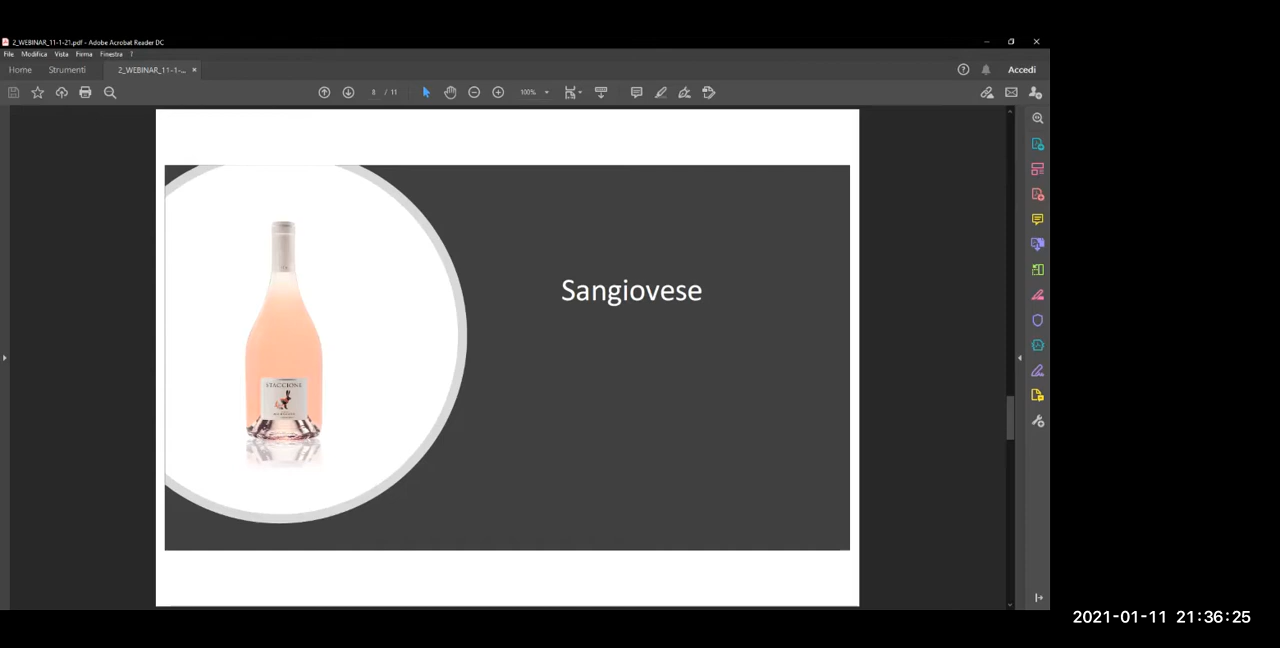 2_WEBINAR_11-1-21.pdf - Adobe Acrobat Reader DC
File Modifica Vista Firma Finestra ?
Home Strumenti 2_WEBINAR_11-1-... × Accedi
8 / 11 100%
Sangiovese
STACCIONE
2021-01-11 21:36:25